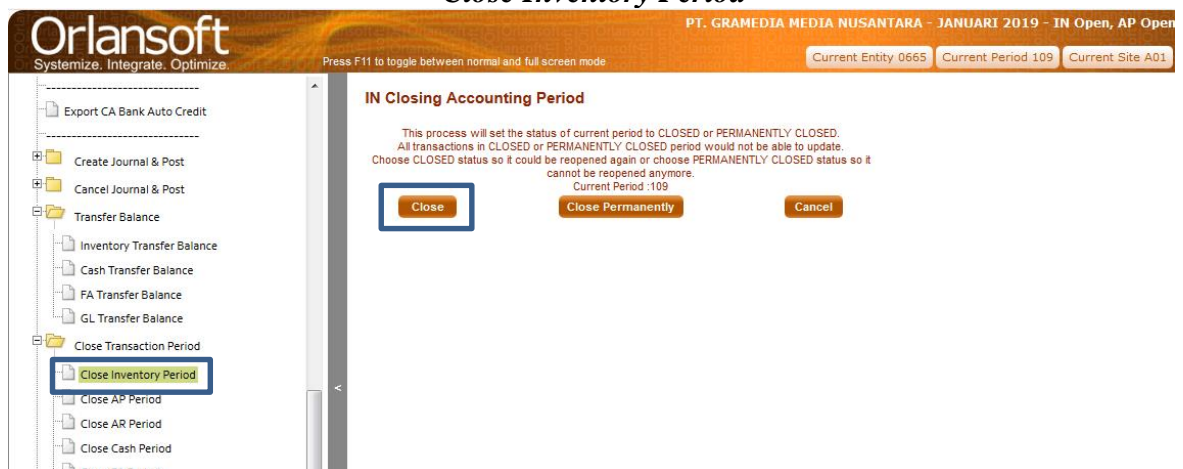 Close Inventory Period
Orlansoft
Systemize. Integrate. Optimize.
PT. GRAMEDIA MEDIA NUSANTARA - JANUARI 2019 - IN Open, AP Open
Press F11 to toggle between normal and full screen mode
Current Entity 0665
Current Period 109
Current Site A01
Export CA Bank Auto Credit
Create Journal & Post
Cancel Journal & Post
Transfer Balance
Inventory Transfer Balance
Cash Transfer Balance
FA Transfer Balance
GL Transfer Balance
Close Transaction Period
Close Inventory Period
Close AP Period
Close AR Period
Close Cash Period
<
IN Closing Accounting Period
This process will set the status of current period to CLOSED or PERMANENTLY CLOSED.
All transactions in CLOSED or PERMANENTLY CLOSED period would not be able to update.
Choose CLOSED status so it could be reopened again or choose PERMANENTLY CLOSED status so it
cannot be reopened anymore.
Current Period :109
Close
Close Permanently
Cancel